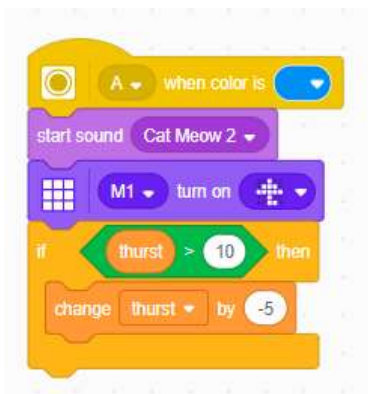 A when color is
start sound Cat Meow 2
M1 turn on
if thurst > 10 then
change thurst by -5